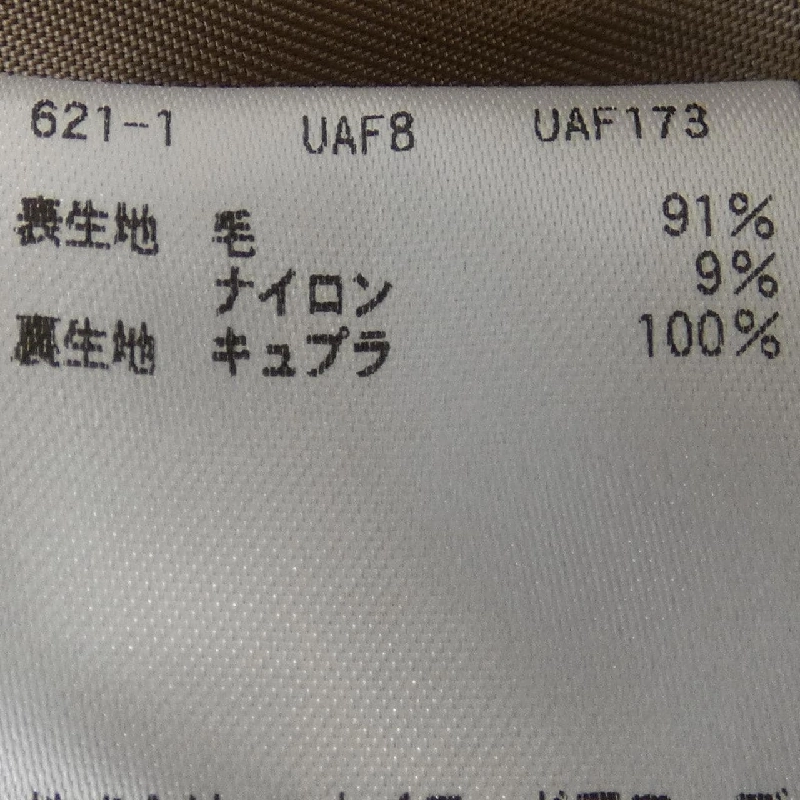 621-1 UAF8 UAF173
表生地 毛 91%
ナイロン 9%
裏生地 キュプラ 100%